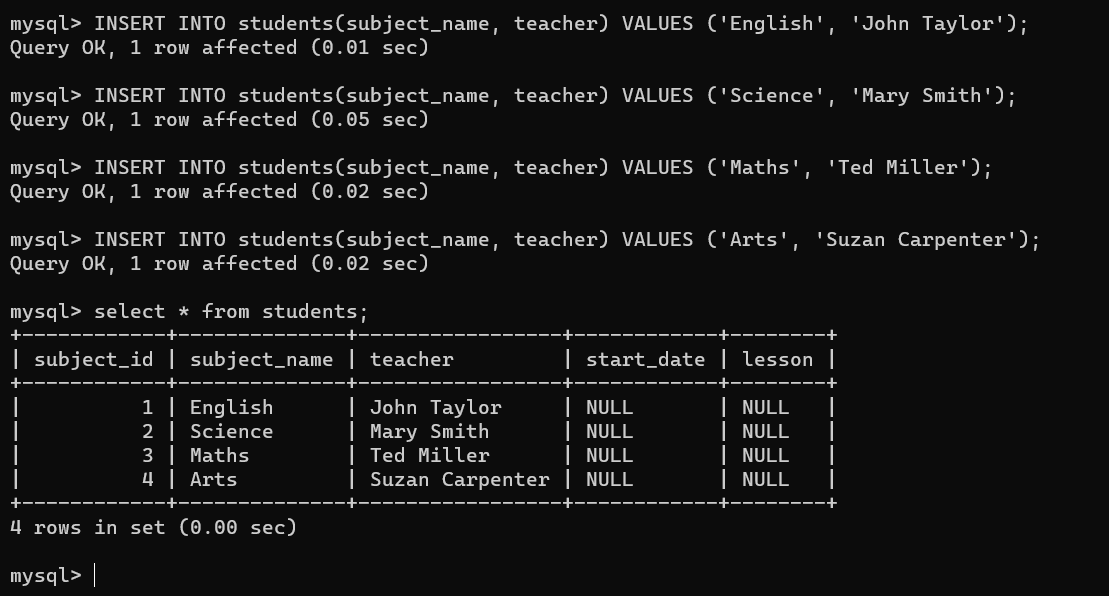 mysql> INSERT INTO students(subject_name, teacher) VALUES ('English', 'John Taylor');
Query OK, 1 row affected (0.01 sec)

mysql> INSERT INTO students(subject_name, teacher) VALUES ('Science', 'Mary Smith');
Query OK, 1 row affected (0.05 sec)

mysql> INSERT INTO students(subject_name, teacher) VALUES ('Maths', 'Ted Miller');
Query OK, 1 row affected (0.02 sec)

mysql> INSERT INTO students(subject_name, teacher) VALUES ('Arts', 'Suzan Carpenter');
Query OK, 1 row affected (0.02 sec)

mysql> select * from students;
+------------+--------------+-----------------+------------+--------+
| subject_id | subject_name | teacher         | start_date | lesson |
+------------+--------------+-----------------+------------+--------+
|          1 | English      | John Taylor     | NULL       | NULL   |
|          2 | Science      | Mary Smith      | NULL       | NULL   |
|          3 | Maths        | Ted Miller      | NULL       | NULL   |
|          4 | Arts         | Suzan Carpenter | NULL       | NULL   |
+------------+--------------+-----------------+------------+--------+
4 rows in set (0.00 sec)

mysql>